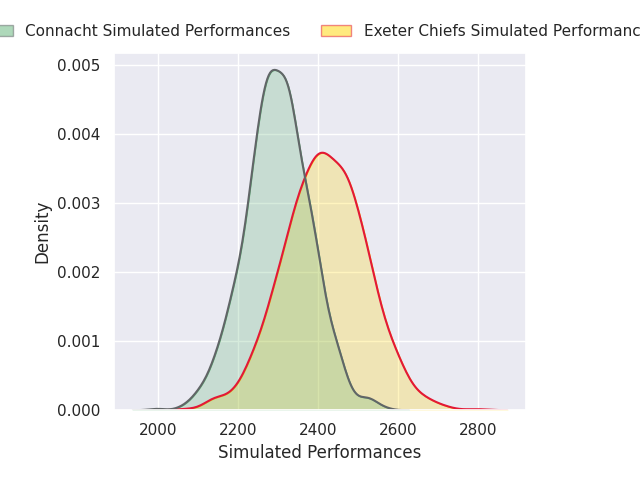 Connacht Simulated Performances
Exeter Chiefs Simulated Performanc
0.005
0.004
0.003
0.002
0.001
0.000
Density
2000 2200 2400 2600 2800
Simulated Performances